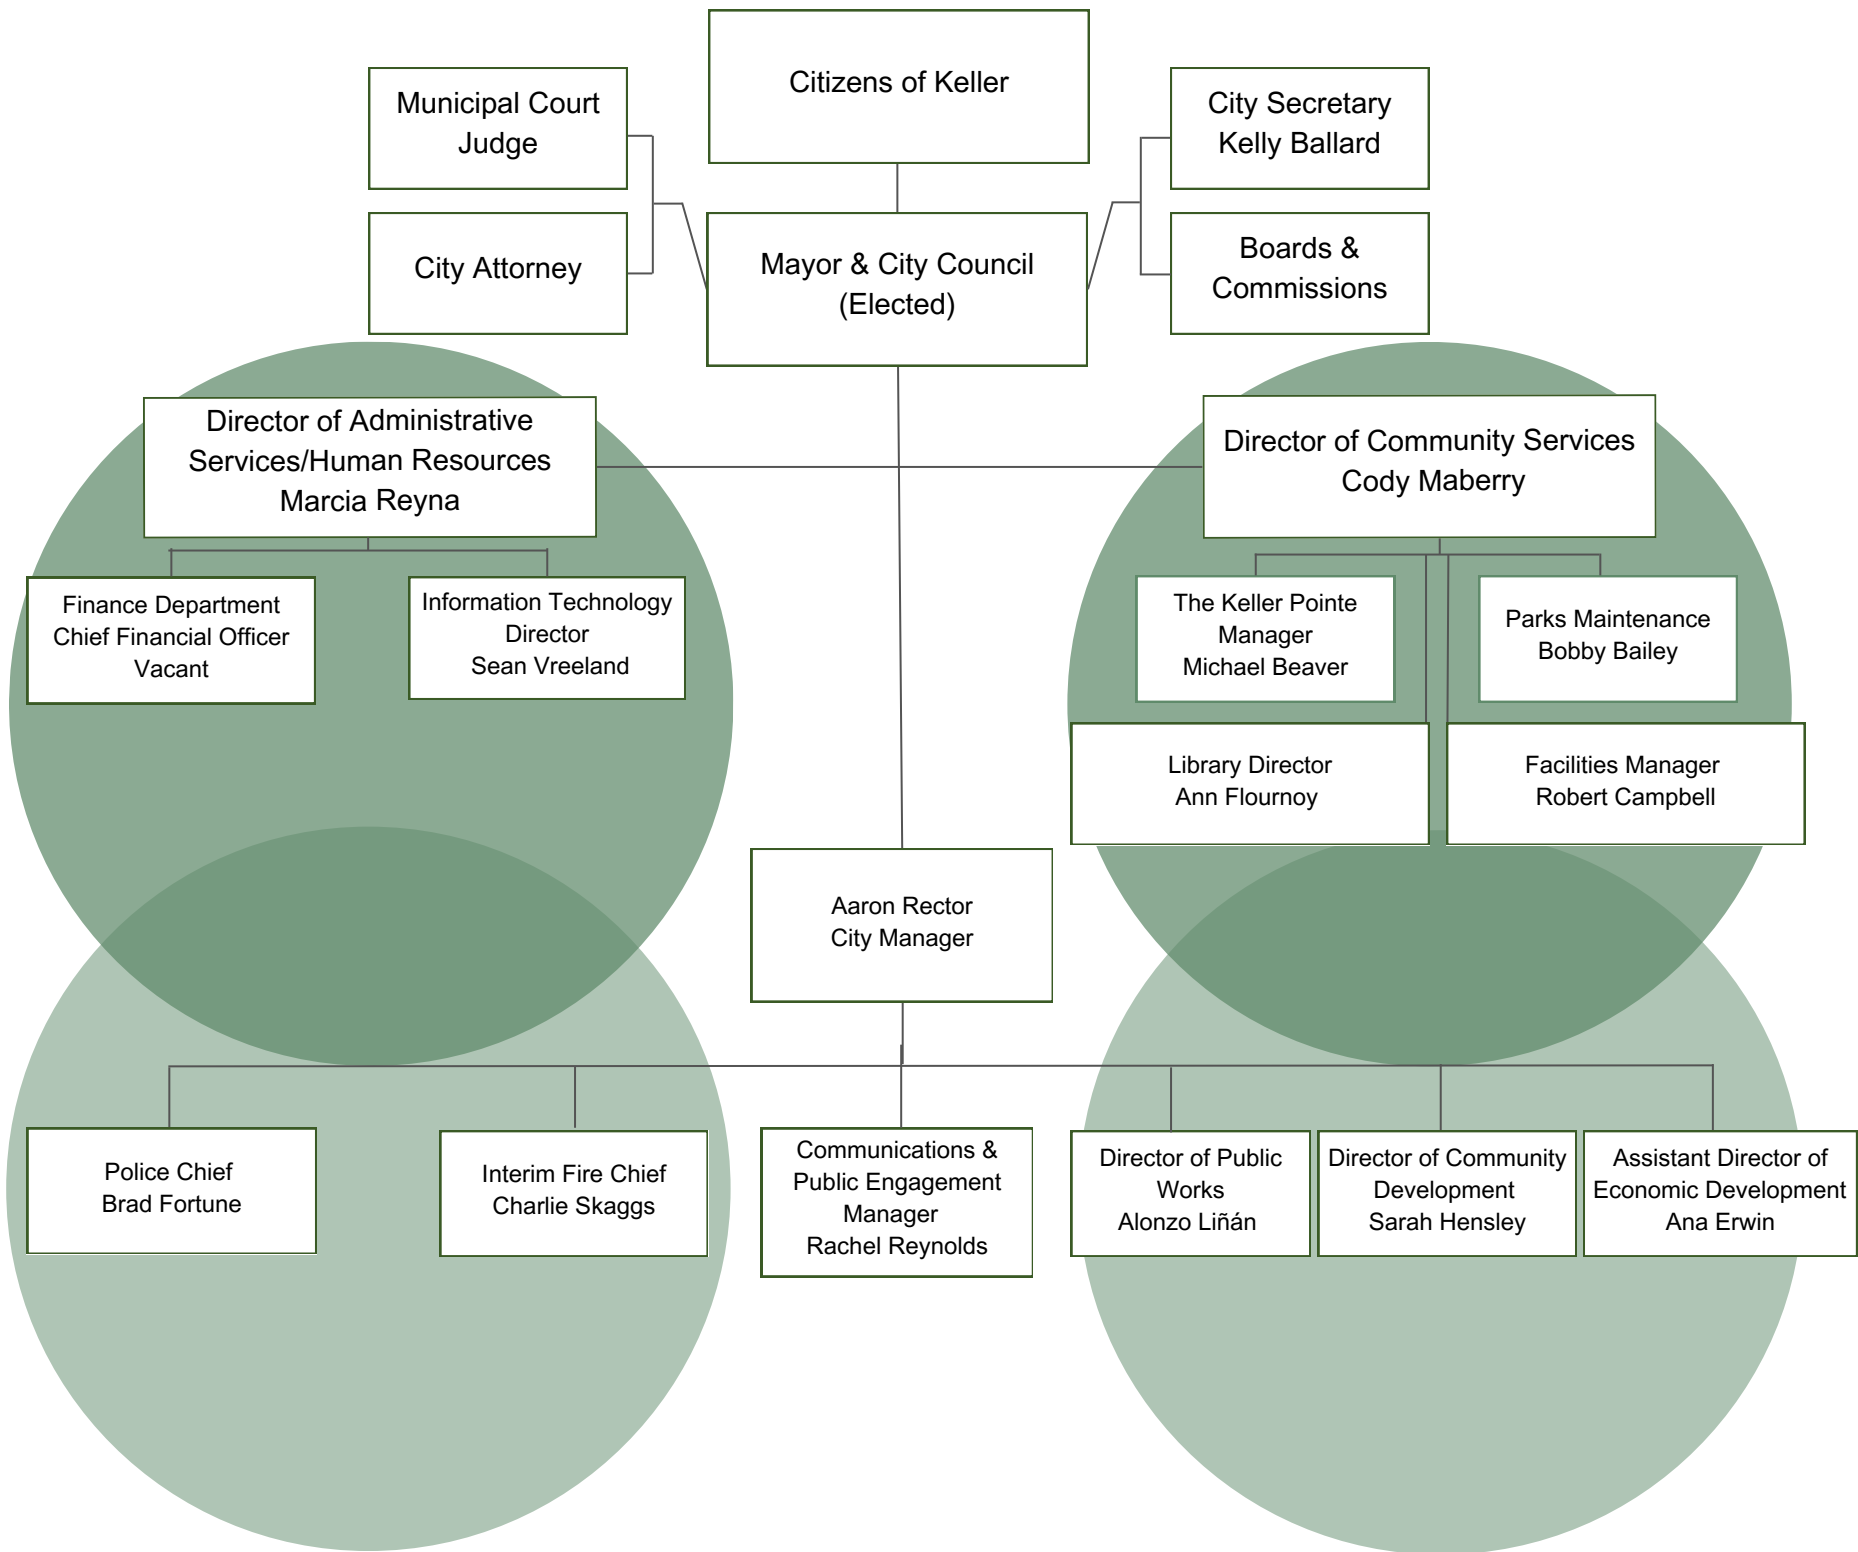 Citizens of Keller
Municipal Court
Judge
City Secretary
Kelly Ballard
City Attorney
Mayor & City Council
(Elected)
Boards &
Commissions
Director of Administrative
Services/Human Resources
Marcia Reyna
Director of Community Services
Cody Maberry
Finance Department
Chief Financial Officer
Vacant
Information Technology
Director
Sean Vreeland
The Keller Pointe
Manager
Michael Beaver
Parks Maintenance
Bobby Bailey
Library Director
Ann Flournoy
Facilities Manager
Robert Campbell
Aaron Rector
City Manager
Police Chief
Brad Fortune
Interim Fire Chief
Charlie Skaggs
Communications &
Public Engagement
Manager
Rachel Reynolds
Director of Public
Works
Alonzo Liñán
Director of Community
Development
Sarah Hensley
Assistant Director of
Economic Development
Ana Erwin